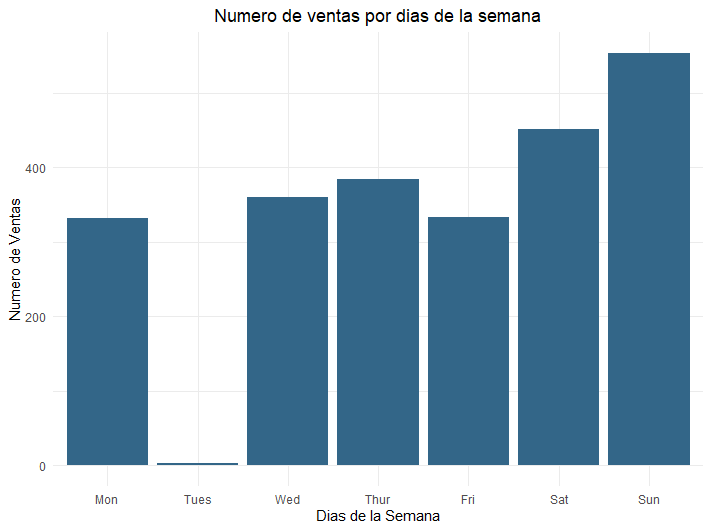 Numero de ventas por dias de la semana
Numero de Ventas
400
200
0
Mon Tues Wed Thur Fri Sat Sun
Dias de la Semana